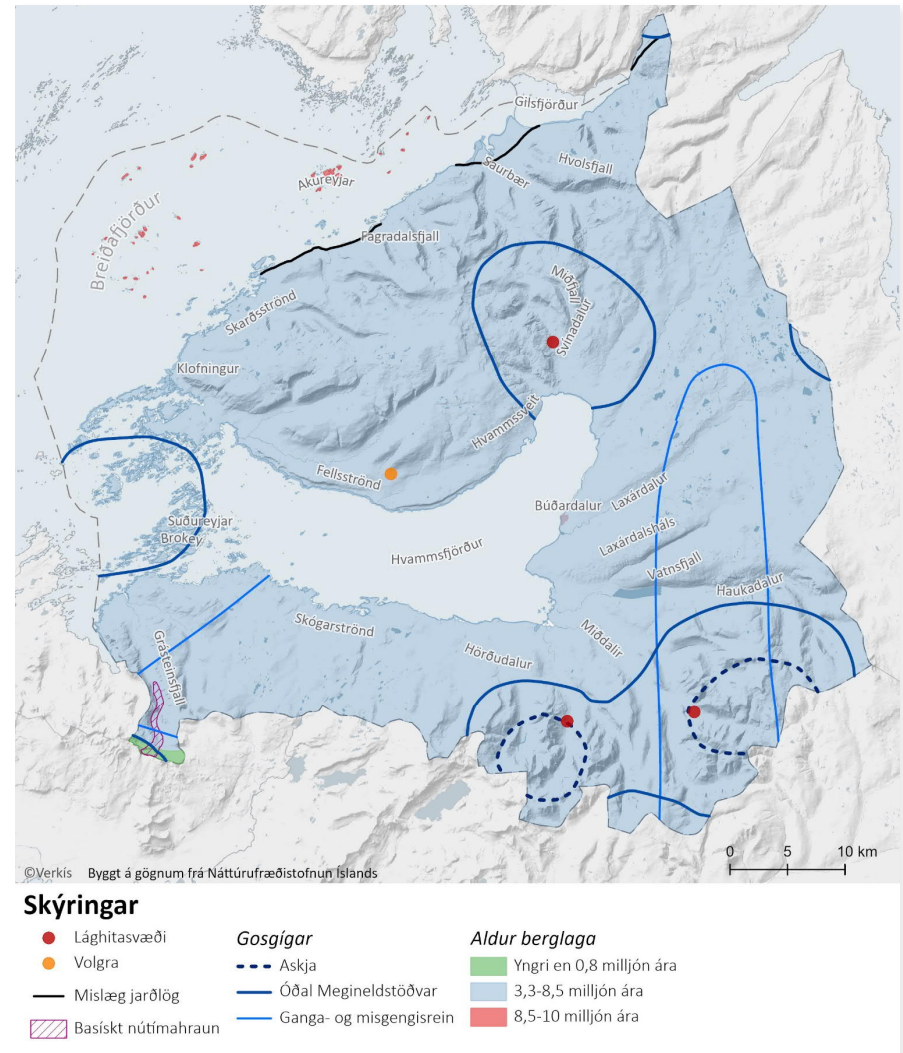 Gilsfjörður
Hvolsfjall
Saurbær
Akureyjar
Breiðafjörður
Fagradalsfjall
Miðfjall
Svínadalur
Skarðsströnd
Klofningur
Hvammssveit
Fellsströnd
Búðardalur
Laxárdalur
Suðureyjar
Brokey
Laxárdalsháls
Hvammsfjörður
Vatnsfjall
Haukadalur
Skógarströnd
Miðdalir
Grásteinsfjall
Hörðudalur
0 5 10 km
©Verkís Byggt á gögnum frá Náttúrufræðistofnun Íslands
Skýringar
Lághitasvæði
Volgra
Mislæg jarðlög
Basískt nútímahraun
Gosgígar
Askja
Óðal Megineldstöðvar
Ganga- og misgengisrein
Aldur berglaga
Yngri en 0,8 milljón ára
3,3-8,5 milljón ára
8,5-10 milljón ára